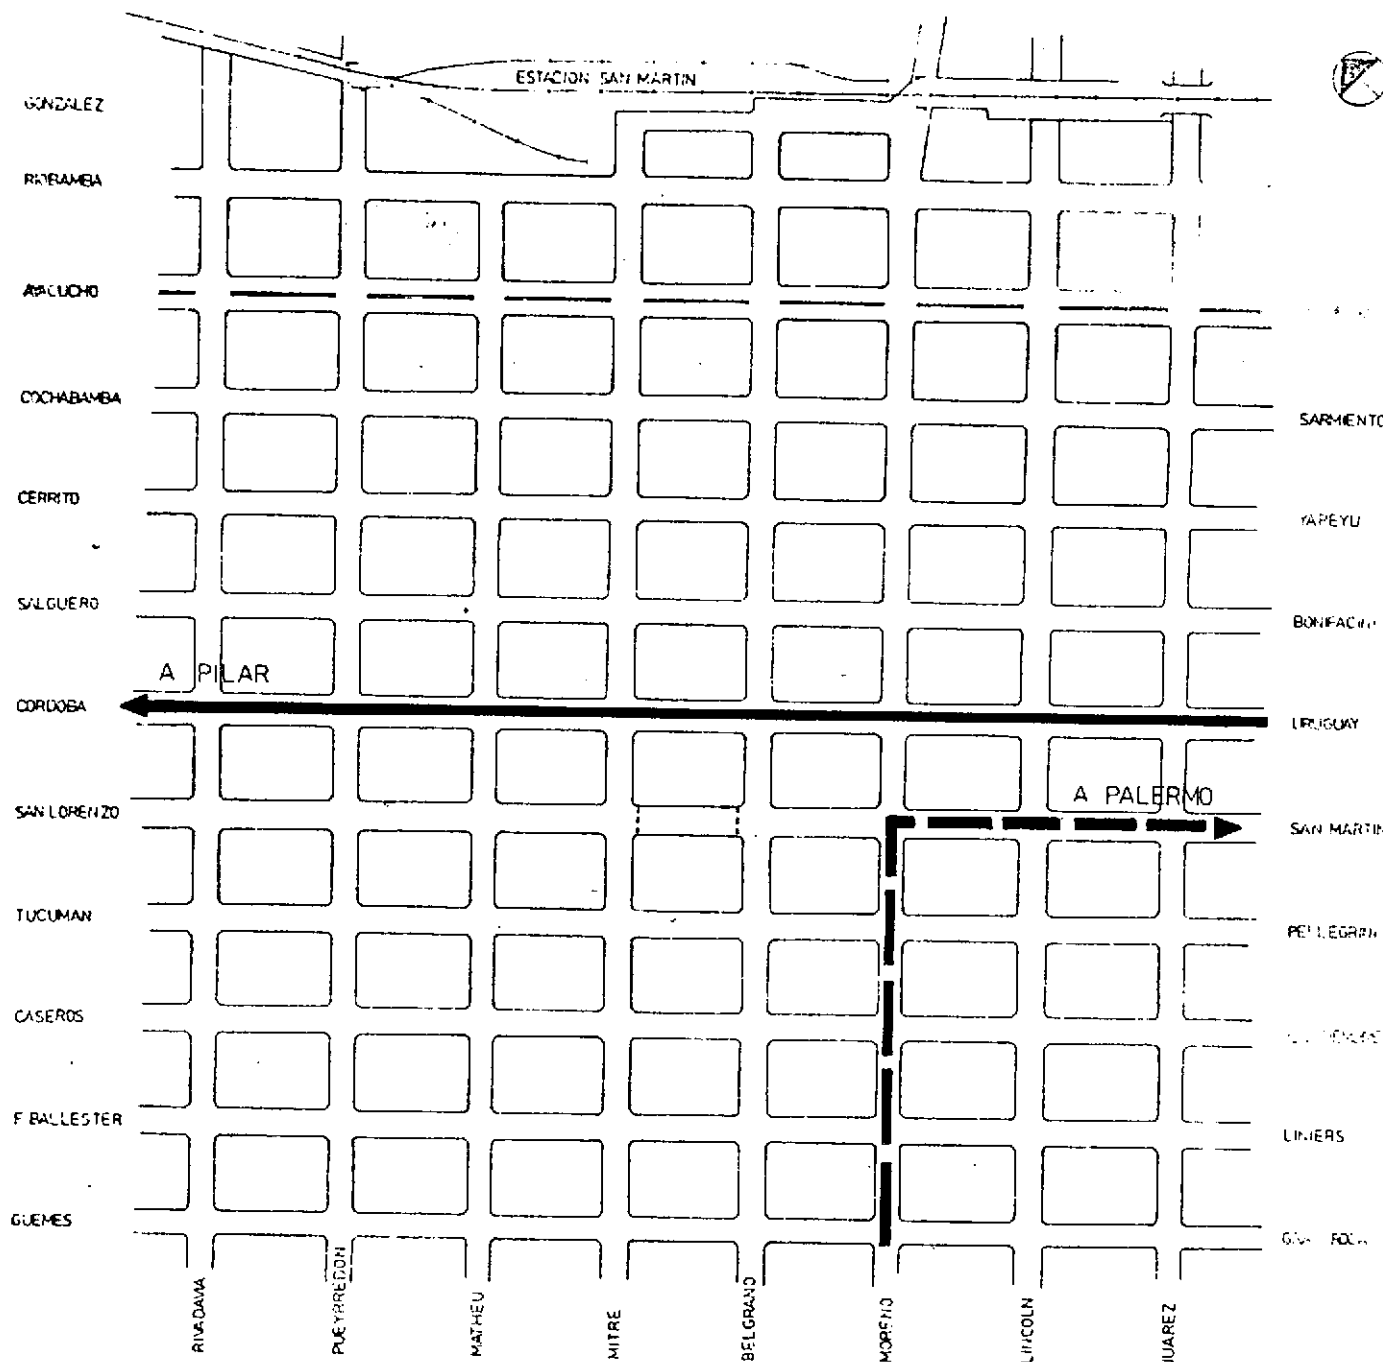 ESTACION SAN MARTIN
GONZALEZ
RIOBAMBA
AYACUCHO
COCHABAMBA
SARMIENTO
CERRITO
YAPEYU
SALGUERO
A PILAR
CORDOBA
URUGUAY
A PALERMO
SAN LORENZO
SAN MARTIN
TUCUMAN
CASEROS
F BALLESTER
LINIERS
GUEMES
RIVADAVIA
PUEYRREDON
MATHEU
MITRE
BELGRANO
MORENO
LINCOLN
JUAREZ